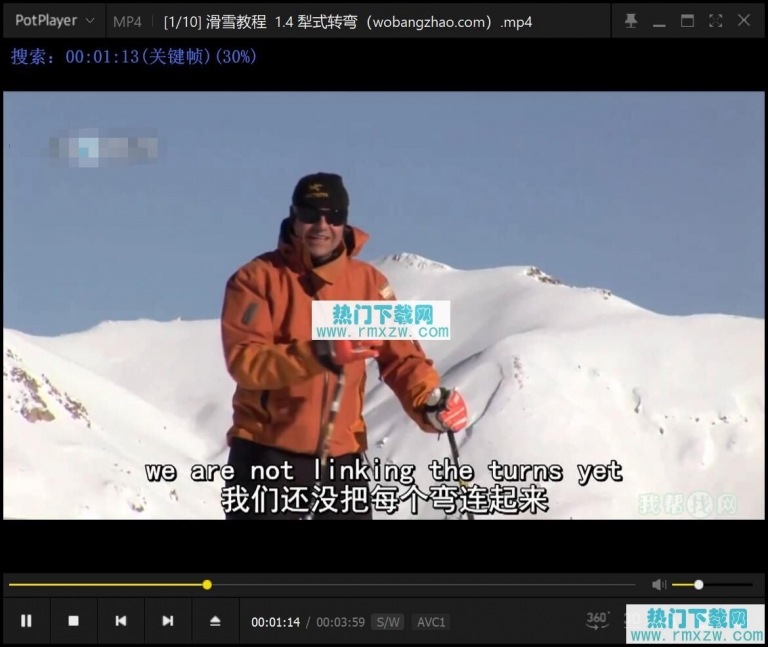 PotPlayer MP4 [1/10] 滑雪教程 1.4 犁式转弯（wobangzhao.com）.mp4
搜索：00:01:13(关键帧)(30%)
热门下载网
www.rmxzw.com
we are not linking the turns yet
我们还没把每个弯连起来
我帮找网
00:01:14 / 00:03:59 S/W AVC1 360°
热门下载网
www.rmxzw.com